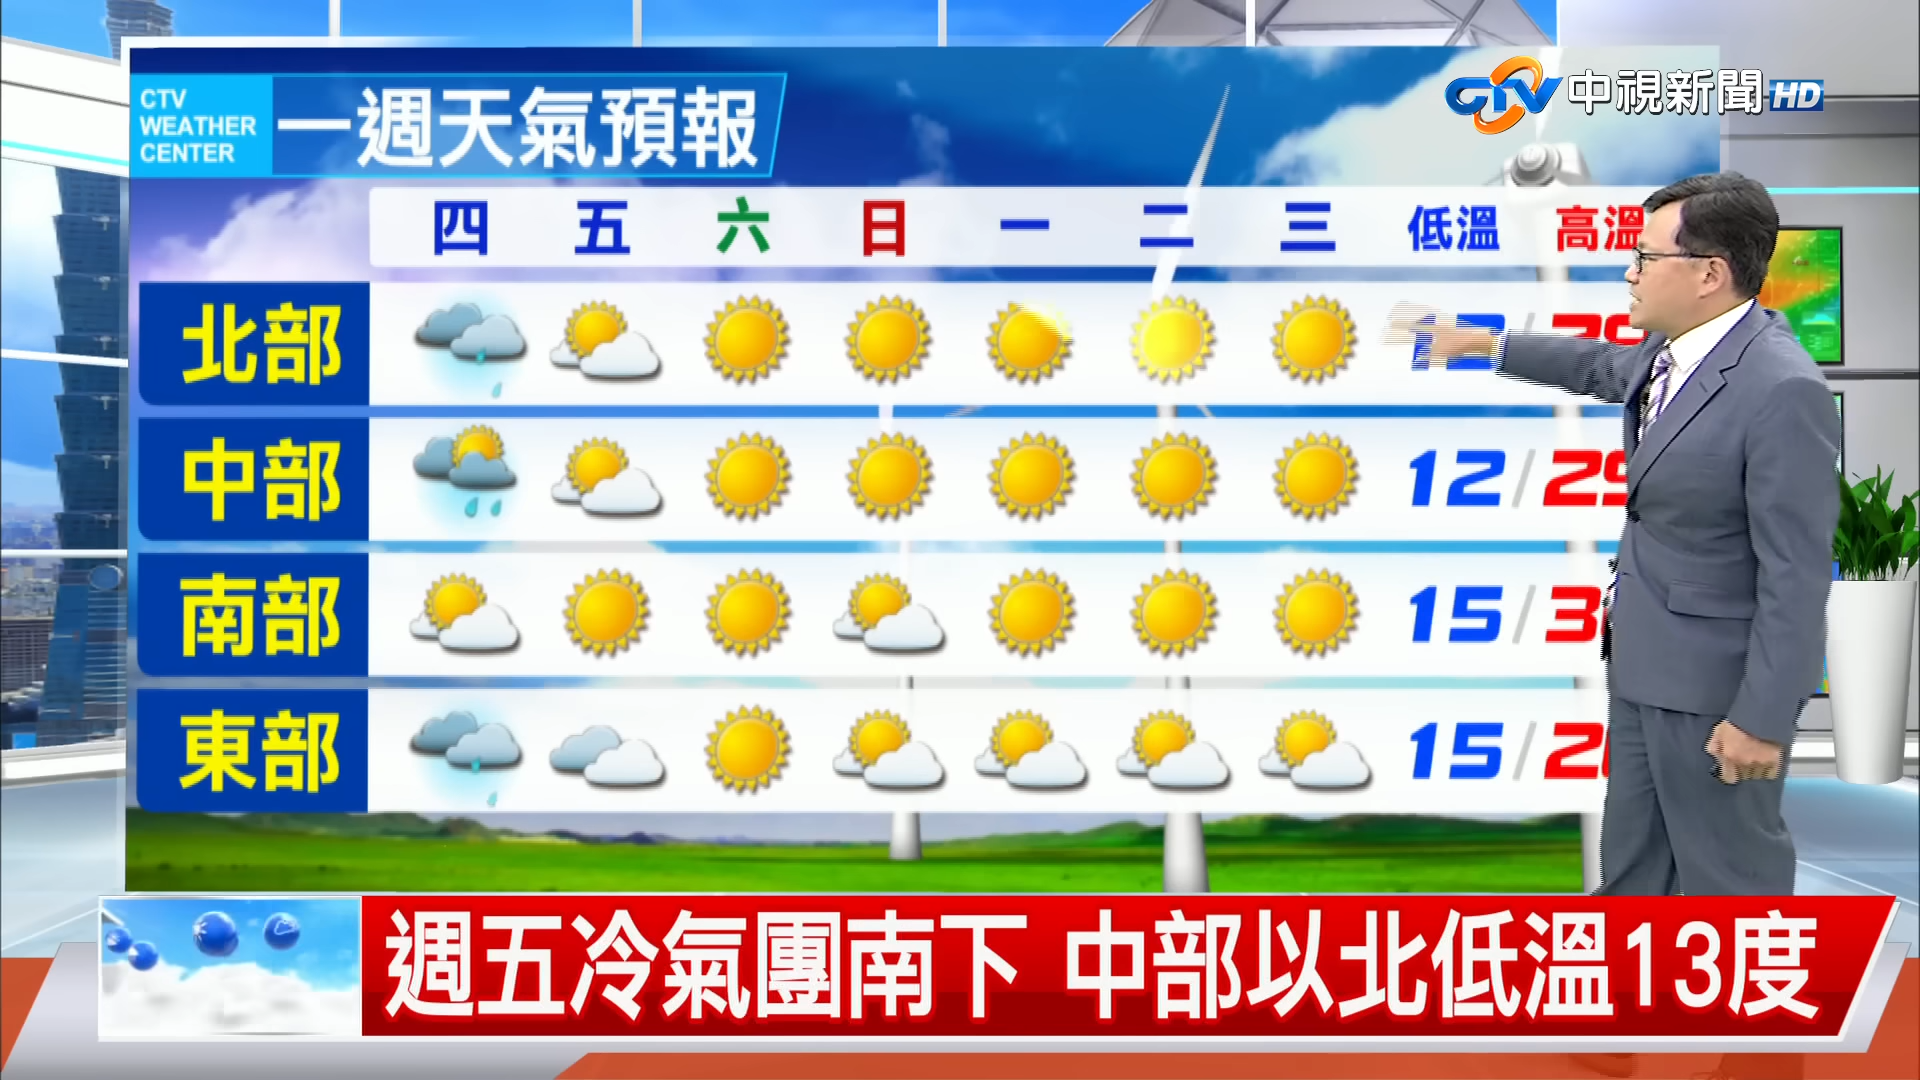 CTV
WEATHER
CENTER
一週天氣預報
CTV 中視新聞 HD
四 五 六 日 一 二 三 低溫 高溫
北部
中部 12/29
南部 15/
東部 15/
週五冷氣團南下 中部以北低溫13度